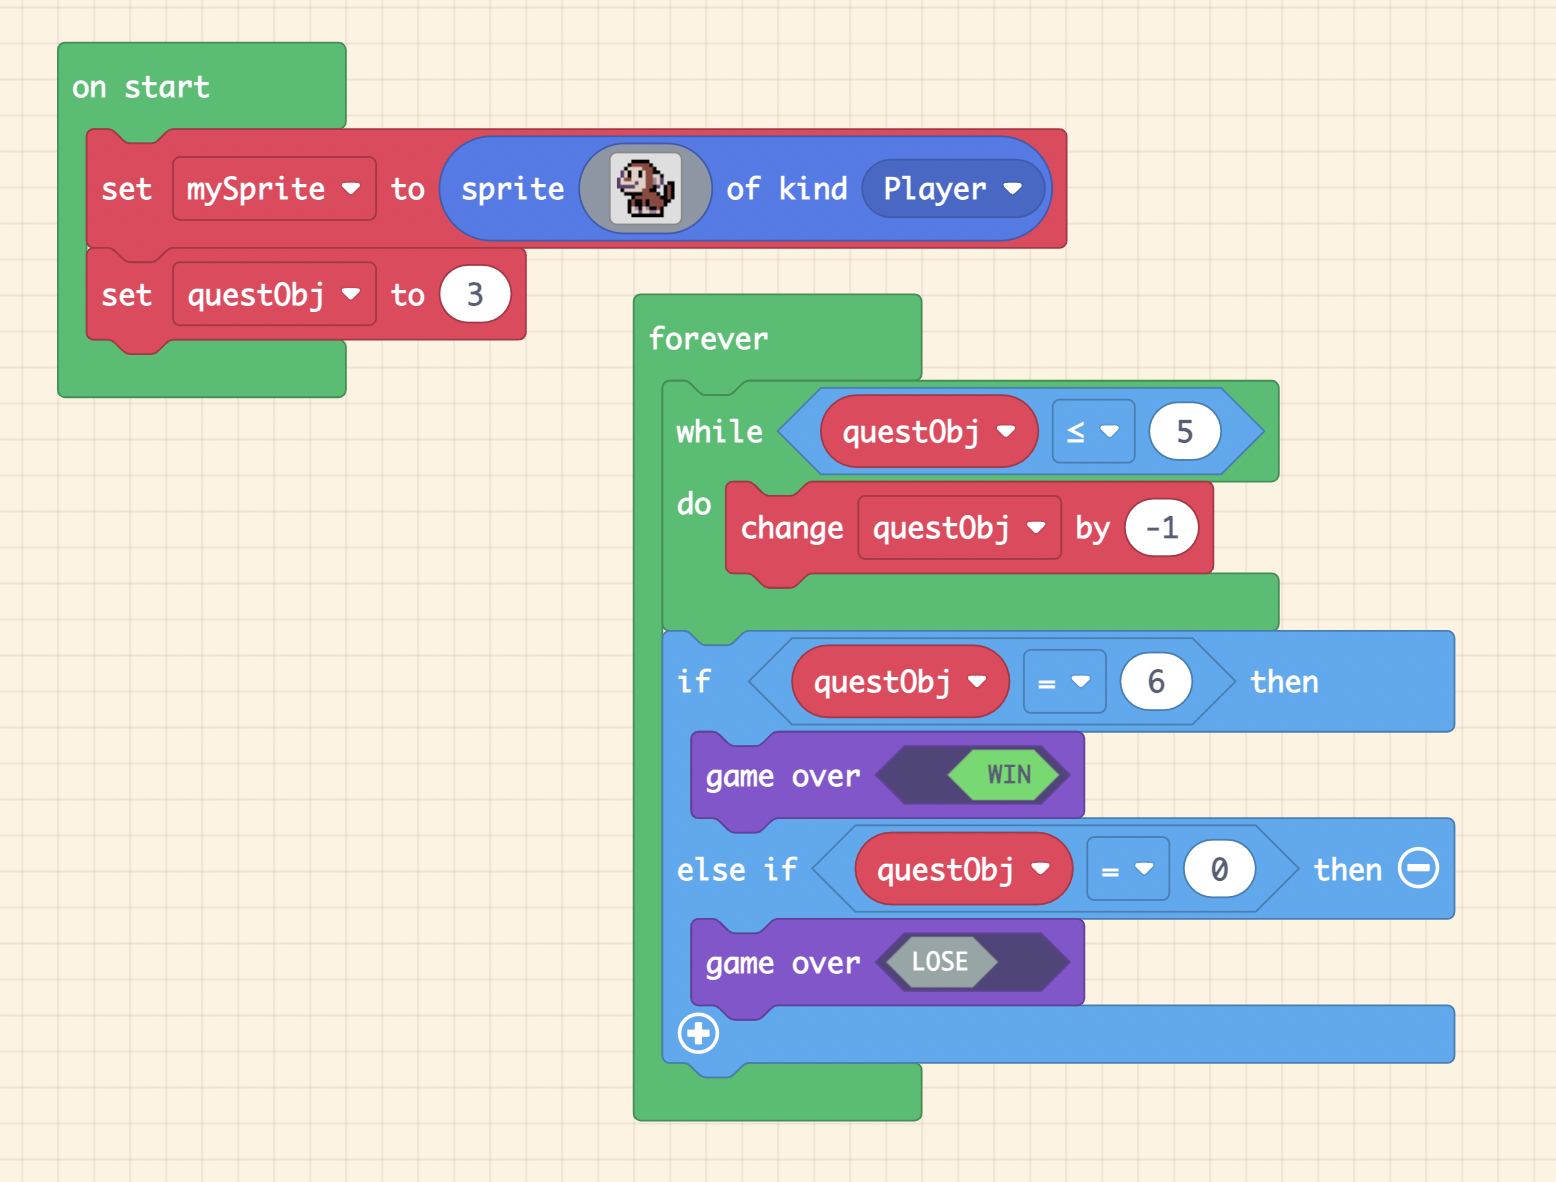 on start
set mySprite to sprite of kind Player
set questObj to 3
forever
while questObj ≤ 5
do change questObj by -1
if questObj = 6 then
game over WIN
else if questObj = 0 then
game over LOSE